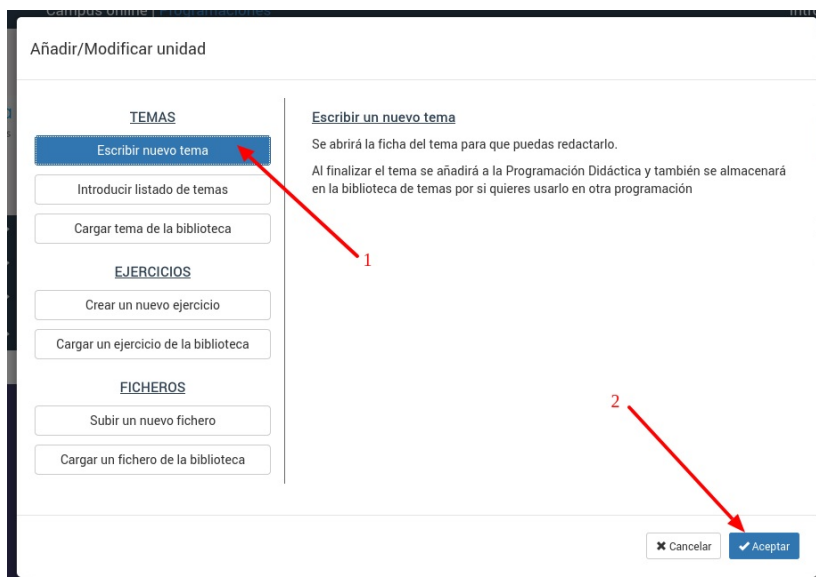 Campus online | Programaciones
Añadir/Modificar unidad
TEMAS
Escribir nuevo tema
Introducir listado de temas
Cargar tema de la biblioteca
EJERCICIOS
Crear un nuevo ejercicio
Cargar un ejercicio de la biblioteca
FICHEROS
Subir un nuevo fichero
Cargar un fichero de la biblioteca
Escribir un nuevo tema
Se abrirá la ficha del tema para que puedas redactarlo.
Al finalizar el tema se añadirá a la Programación Didáctica y también se almacenará
en la biblioteca de temas por si quieres usarlo en otra programación
1
2
Cancelar
Aceptar